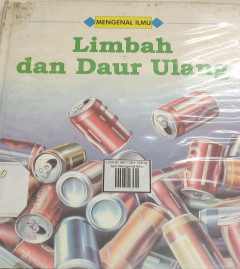 MENGENAL ILMU
Limbah
dan Daur Ulang